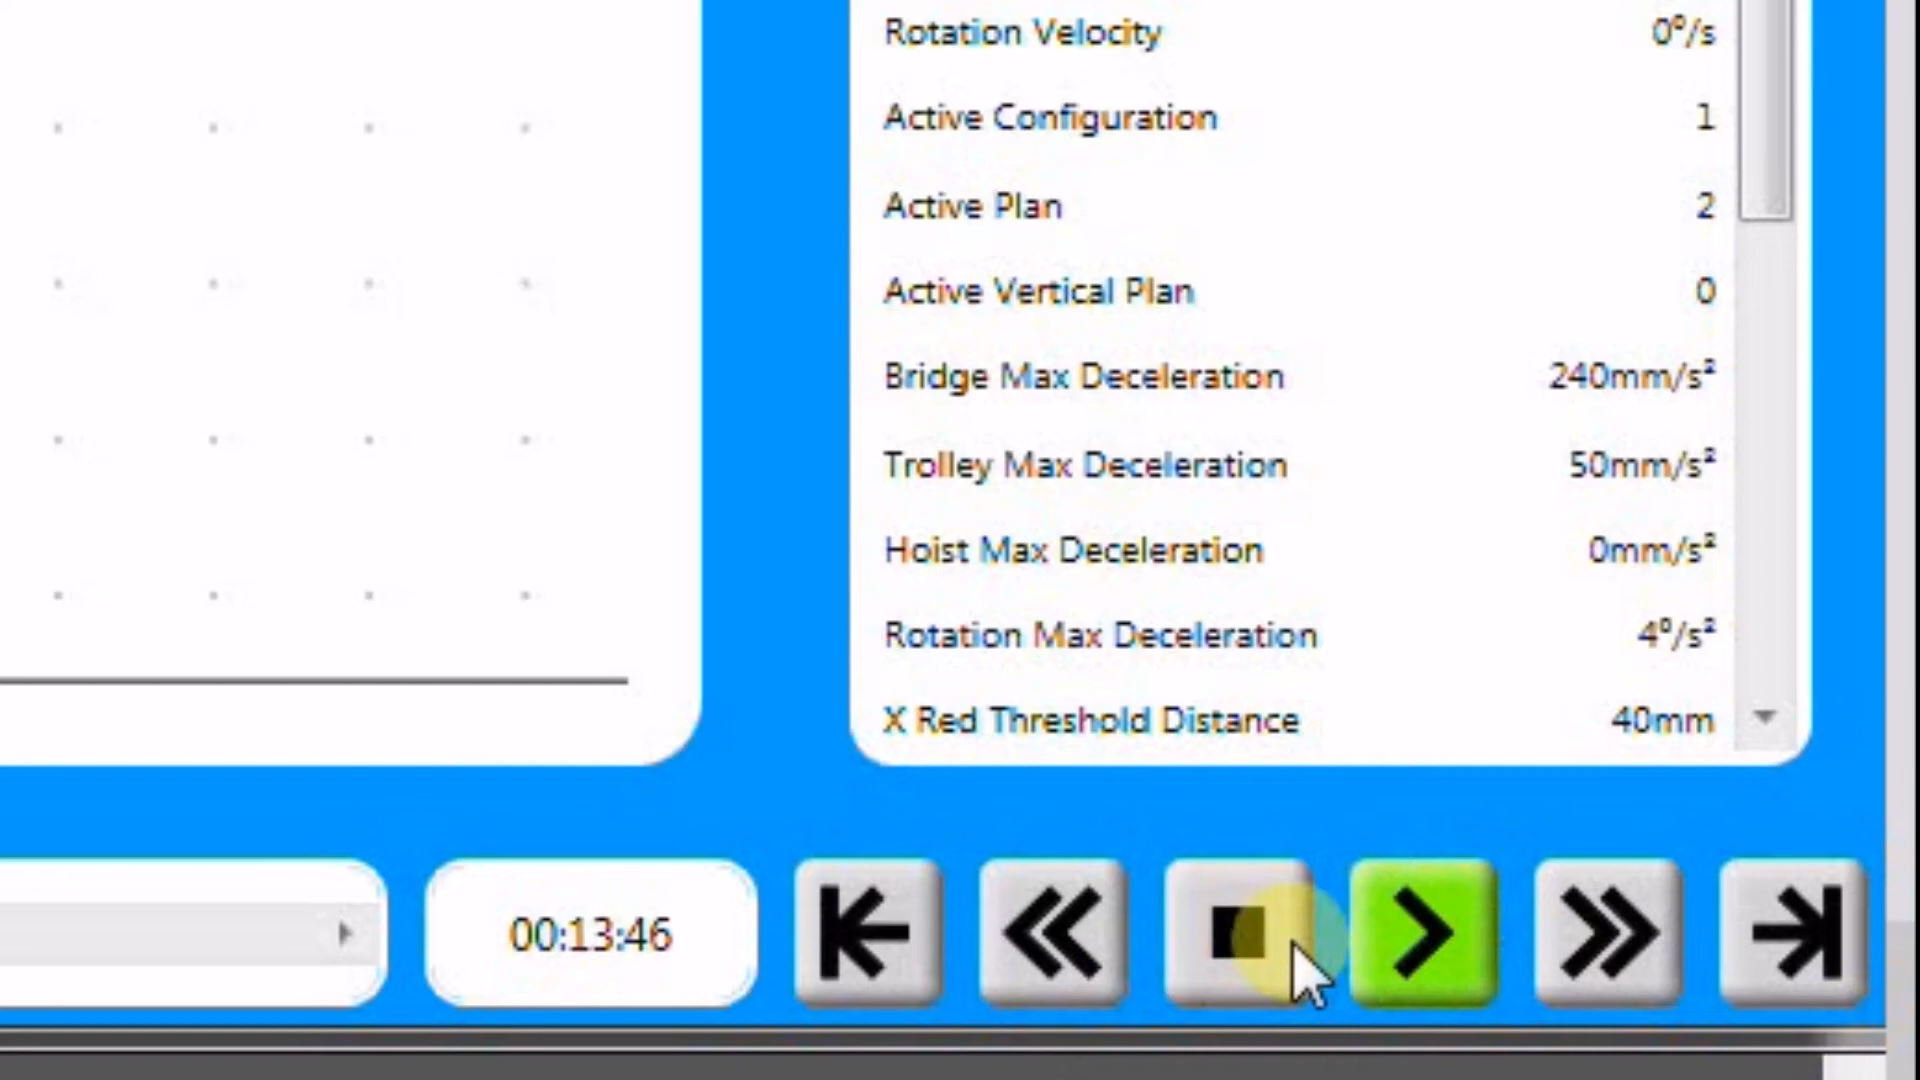 Rotation Velocity 0⁰/s
Active Configuration 1
Active Plan 2
Active Vertical Plan 0
Bridge Max Deceleration 240mm/s²
Trolley Max Deceleration 50mm/s²
Hoist Max Deceleration 0mm/s²
Rotation Max Deceleration 4⁰/s²
X Red Threshold Distance 40mm
00:13:46